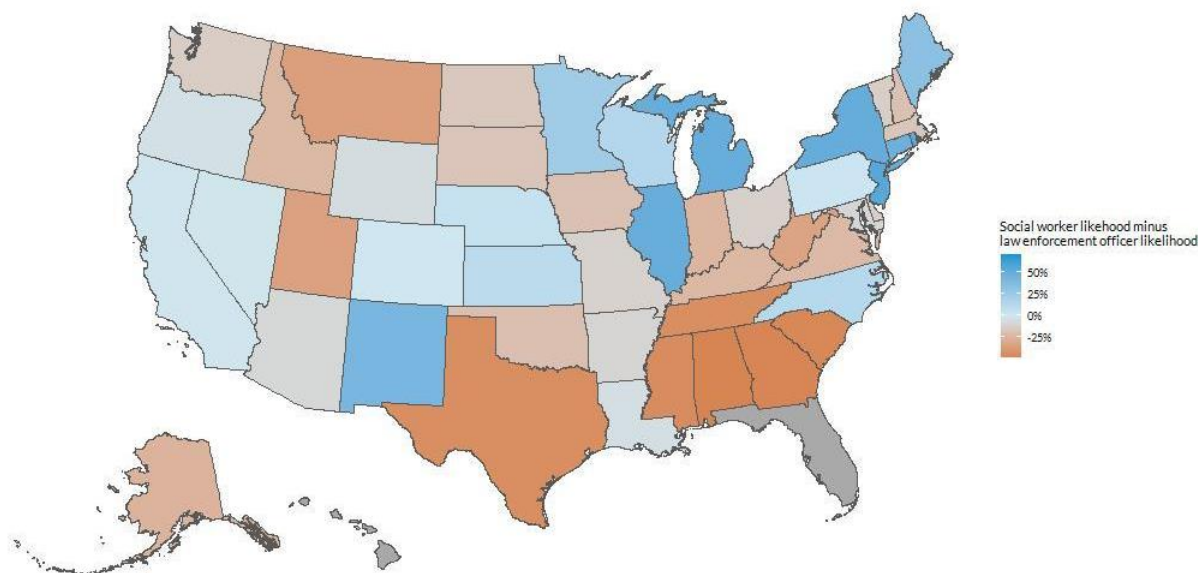 Social worker likehood minus
law enforcement officer likelihood
50%
25%
0%
-25%